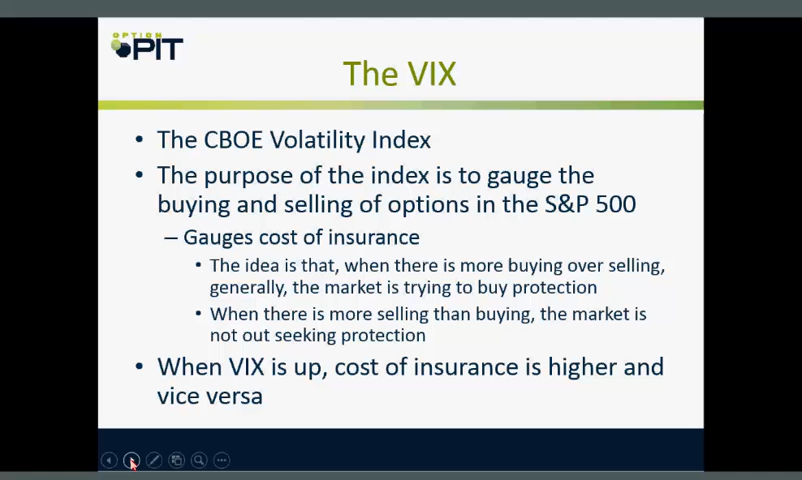 OPTION
PIT
The VIX
• The CBOE Volatility Index
• The purpose of the index is to gauge the
buying and selling of options in the S&P 500
– Gauges cost of insurance
• The idea is that, when there is more buying over selling,
generally, the market is trying to buy protection
• When there is more selling than buying, the market is
not out seeking protection
• When VIX is up, cost of insurance is higher and
vice versa